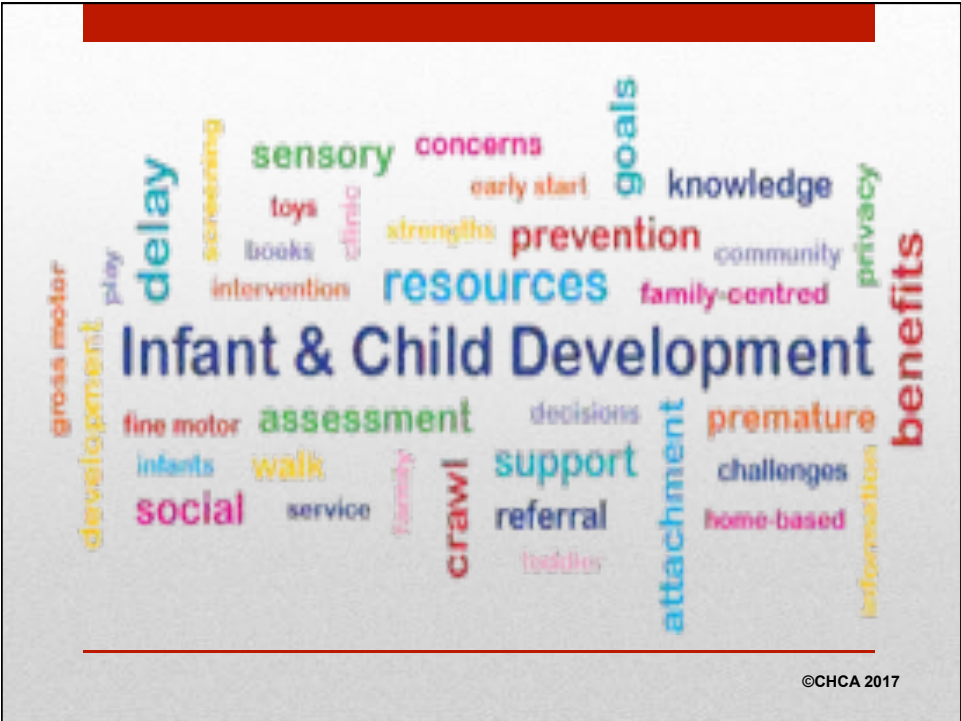 goals
screening
sensory
concerns
delay
early start
knowledge
toys
clinic
privacy
strengths
prevention
books
community
play
intervention
resources
family-centred
benefits
gross motor
development
Infant & Child Development
fine motor
assessment
decisions
premature
attachment
infants
walk
family
crawl
support
challenges
information
social
service
referral
home-based
toddler
©CHCA 2017